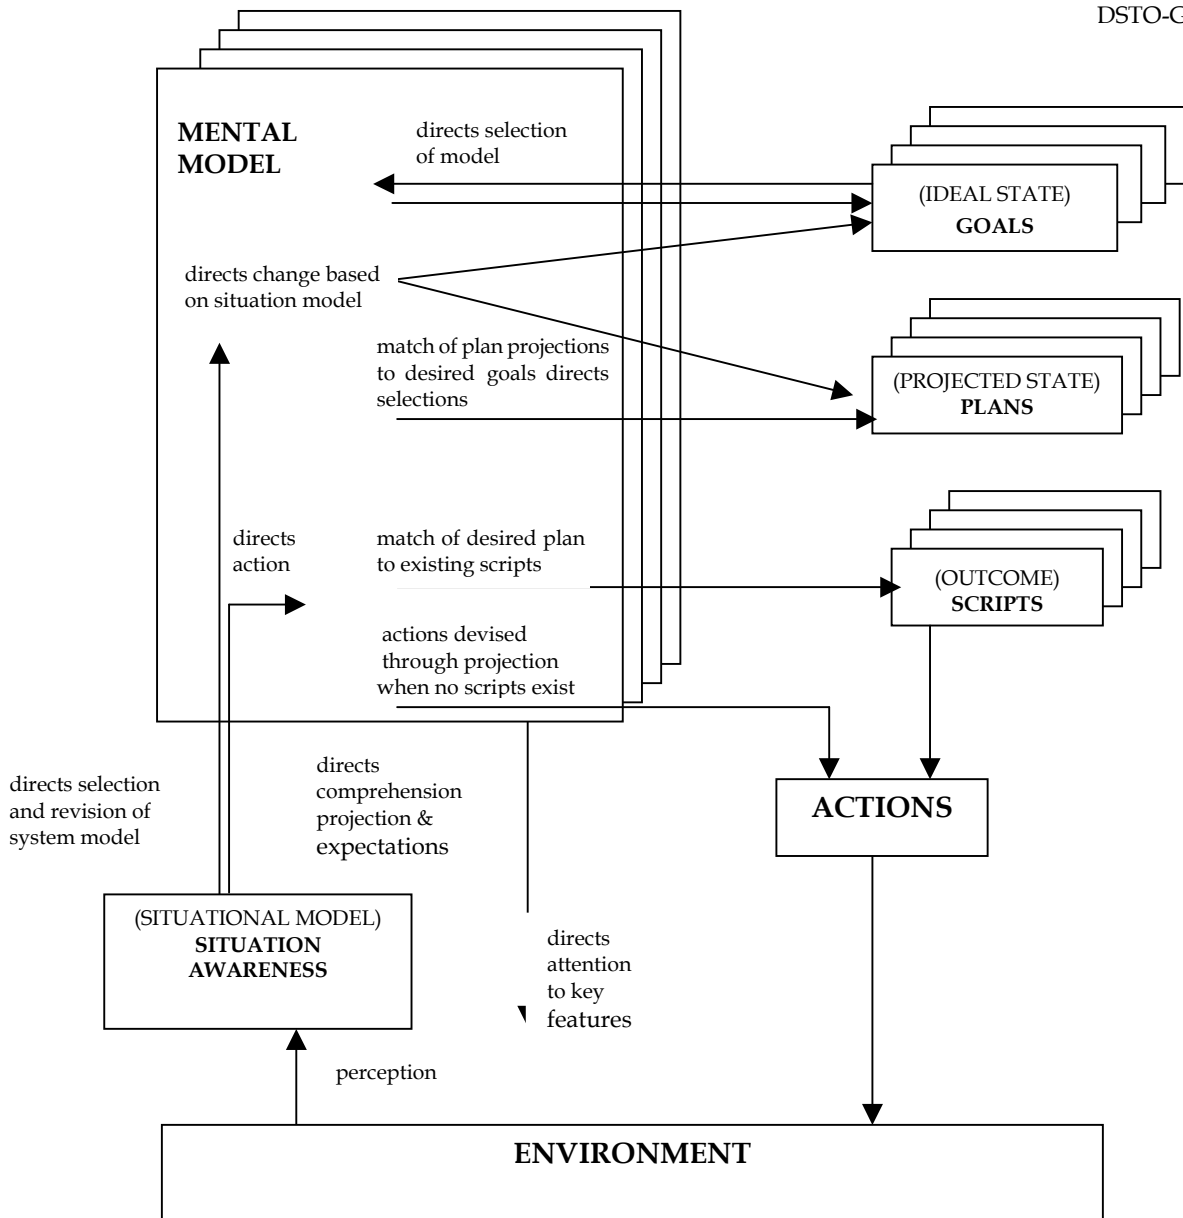 DSTO-G
MENTAL
MODEL
directs selection
of model
(IDEAL STATE)
GOALS
directs change based
on situation model
match of plan projections
to desired goals directs
selections
(PROJECTED STATE)
PLANS
directs
action
match of desired plan
to existing scripts
(OUTCOME)
SCRIPTS
actions devised
through projection
when no scripts exist
directs selection
and revision of
system model
directs
comprehension
projection &
expectations
ACTIONS
(SITUATIONAL MODEL)
SITUATION
AWARENESS
directs
attention
to key
features
perception
ENVIRONMENT